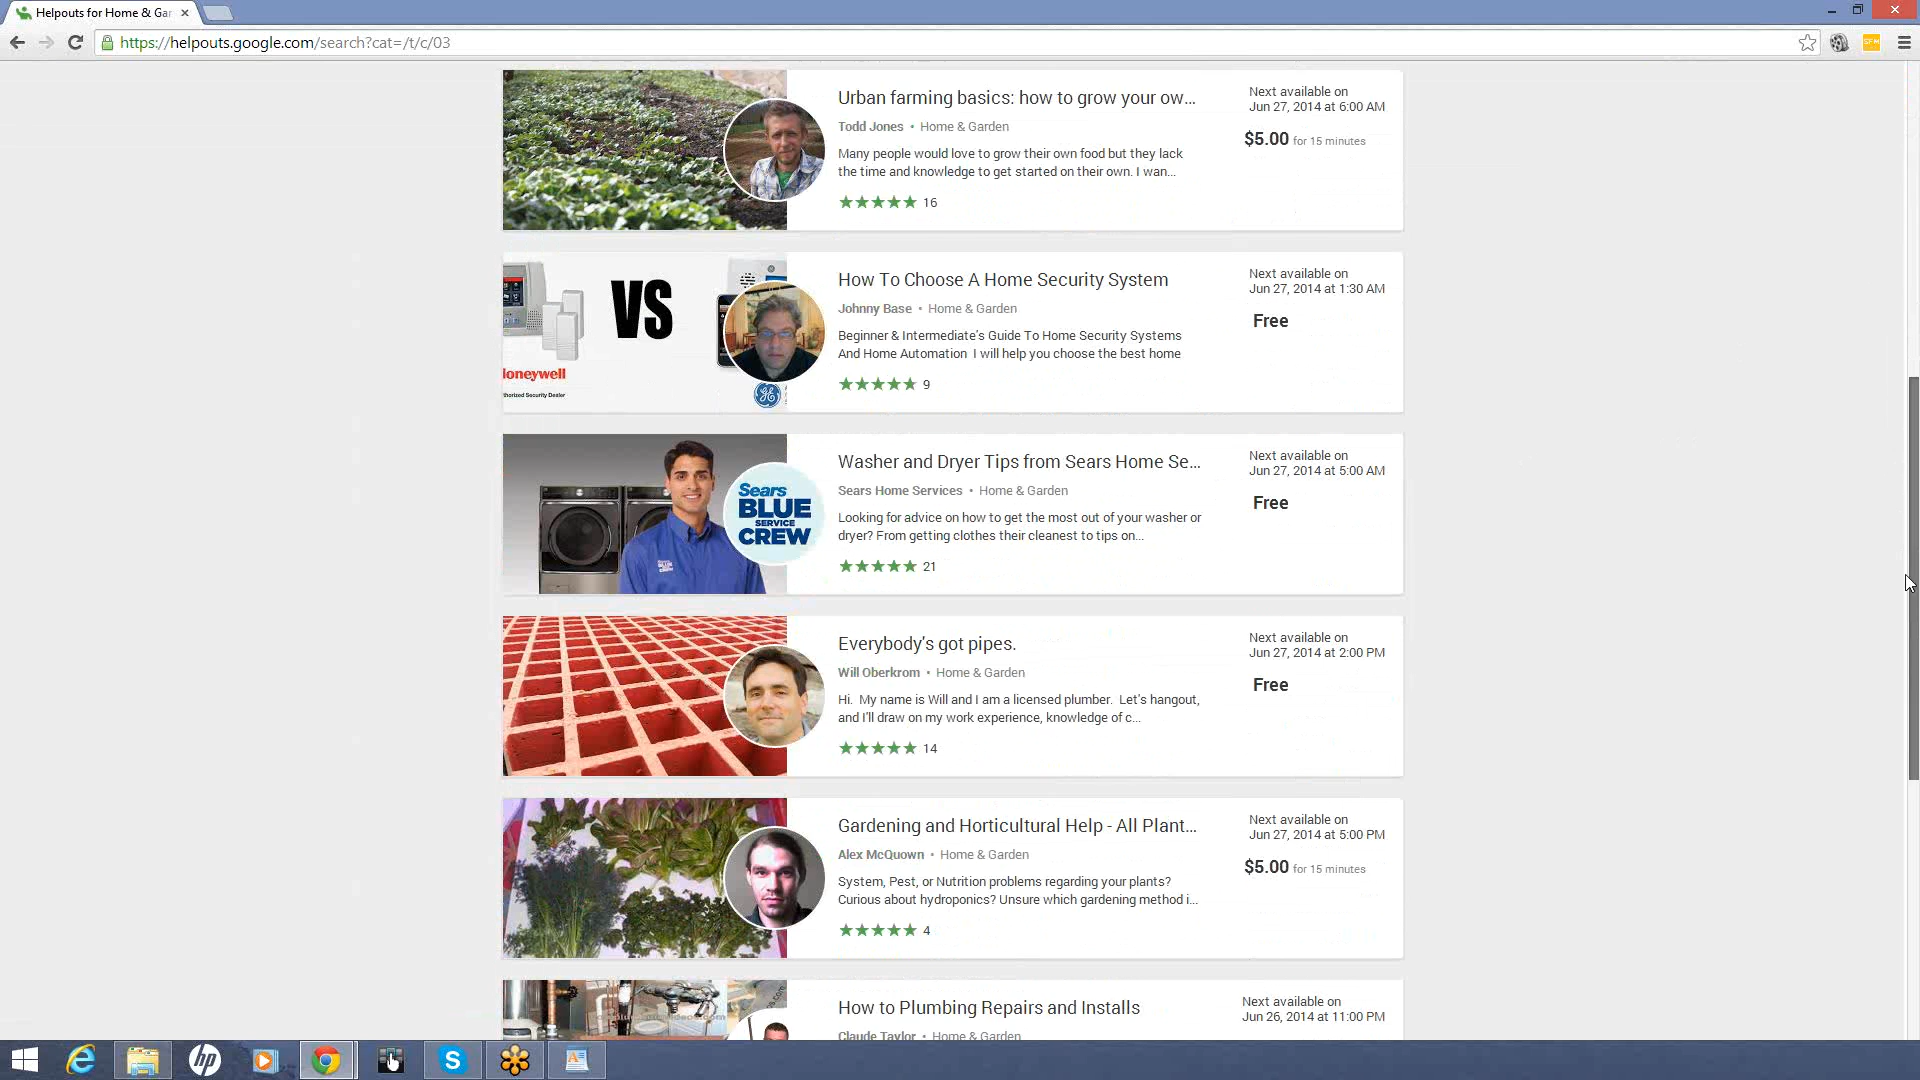 Helpouts for Home & Gar
https://helpouts.google.com/search?cat=/t/c/03
SFM
Urban farming basics: how to grow your ow...
Todd Jones • Home & Garden
Many people would love to grow their own food but they lack
the time and knowledge to get started on their own. I wan...
16
Next available on
Jun 27, 2014 at 6:00 AM
$5.00 for 15 minutes
VS
Honeywell
thorized Security Dealer
How To Choose A Home Security System
Johnny Base • Home & Garden
Beginner & Intermediate's Guide To Home Security Systems
And Home Automation I will help you choose the best home
9
Next available on
Jun 27, 2014 at 1:30 AM
Free
Sears
BLUE
SERVICE
CREW
Washer and Dryer Tips from Sears Home Se...
Sears Home Services • Home & Garden
Looking for advice on how to get the most out of your washer or
dryer? From getting clothes their cleanest to tips on...
21
Next available on
Jun 27, 2014 at 5:00 AM
Free
Everybody's got pipes.
Will Oberkrom • Home & Garden
Hi. My name is Will and I am a licensed plumber. Let's hangout,
and I'll draw on my work experience, knowledge of c...
14
Next available on
Jun 27, 2014 at 2:00 PM
Free
Gardening and Horticultural Help - All Plant...
Alex McQuown • Home & Garden
System, Pest, or Nutrition problems regarding your plants?
Curious about hydroponics? Unsure which gardening method i...
4
Next available on
Jun 27, 2014 at 5:00 PM
$5.00 for 15 minutes
How to Plumbing Repairs and Installs
Claude Taylor • Home & Garden
Next available on
Jun 26, 2014 at 11:00 PM